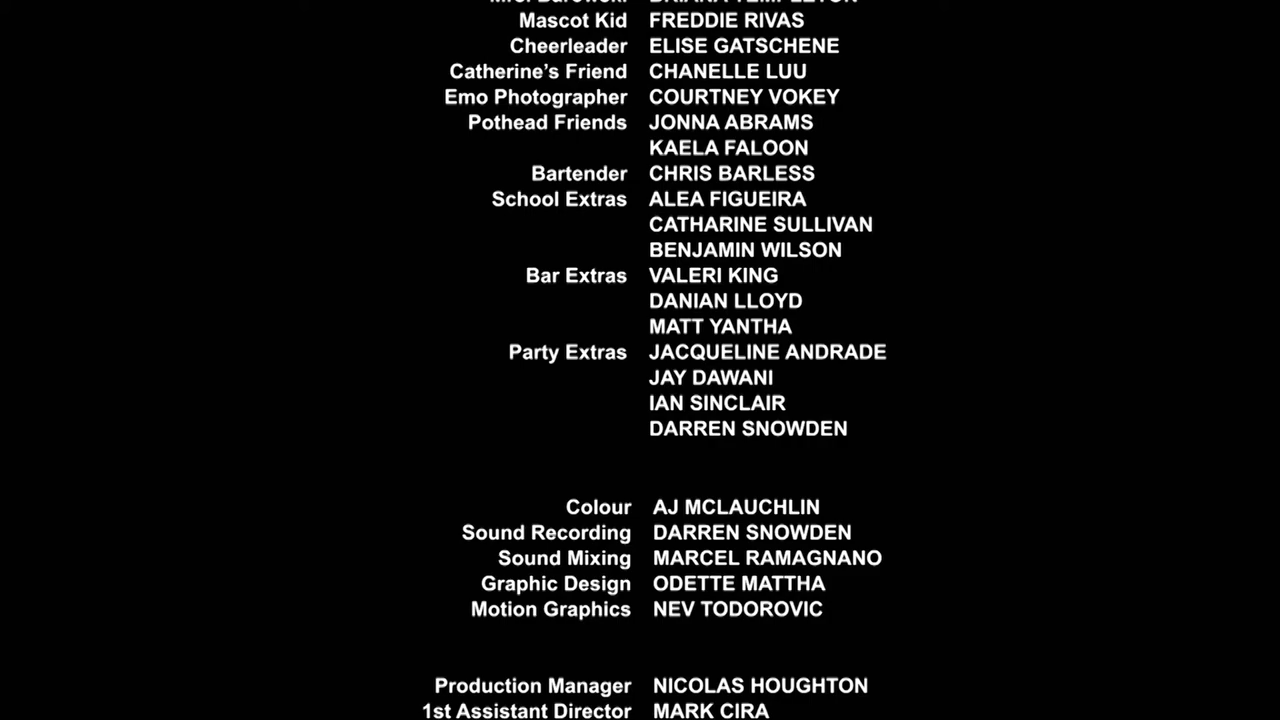 Mascot Kid FREDDIE RIVAS
Cheerleader ELISE GATSCHENE
Catherine’s Friend CHANELLE LUU
Emo Photographer COURTNEY VOKEY
Pothead Friends JONNA ABRAMS
KAELA FALOON
Bartender CHRIS BARLESS
School Extras ALEA FIGUEIRA
CATHARINE SULLIVAN
BENJAMIN WILSON
Bar Extras VALERI KING
DANIAN LLOYD
MATT YANTHA
Party Extras JACQUELINE ANDRADE
JAY DAWANI
IAN SINCLAIR
DARREN SNOWDEN
Colour AJ MCLAUCHLIN
Sound Recording DARREN SNOWDEN
Sound Mixing MARCEL RAMAGNANO
Graphic Design ODETTE MATTHA
Motion Graphics NEV TODOROVIC
Production Manager NICOLAS HOUGHTON
1st Assistant Director MARK CIRA